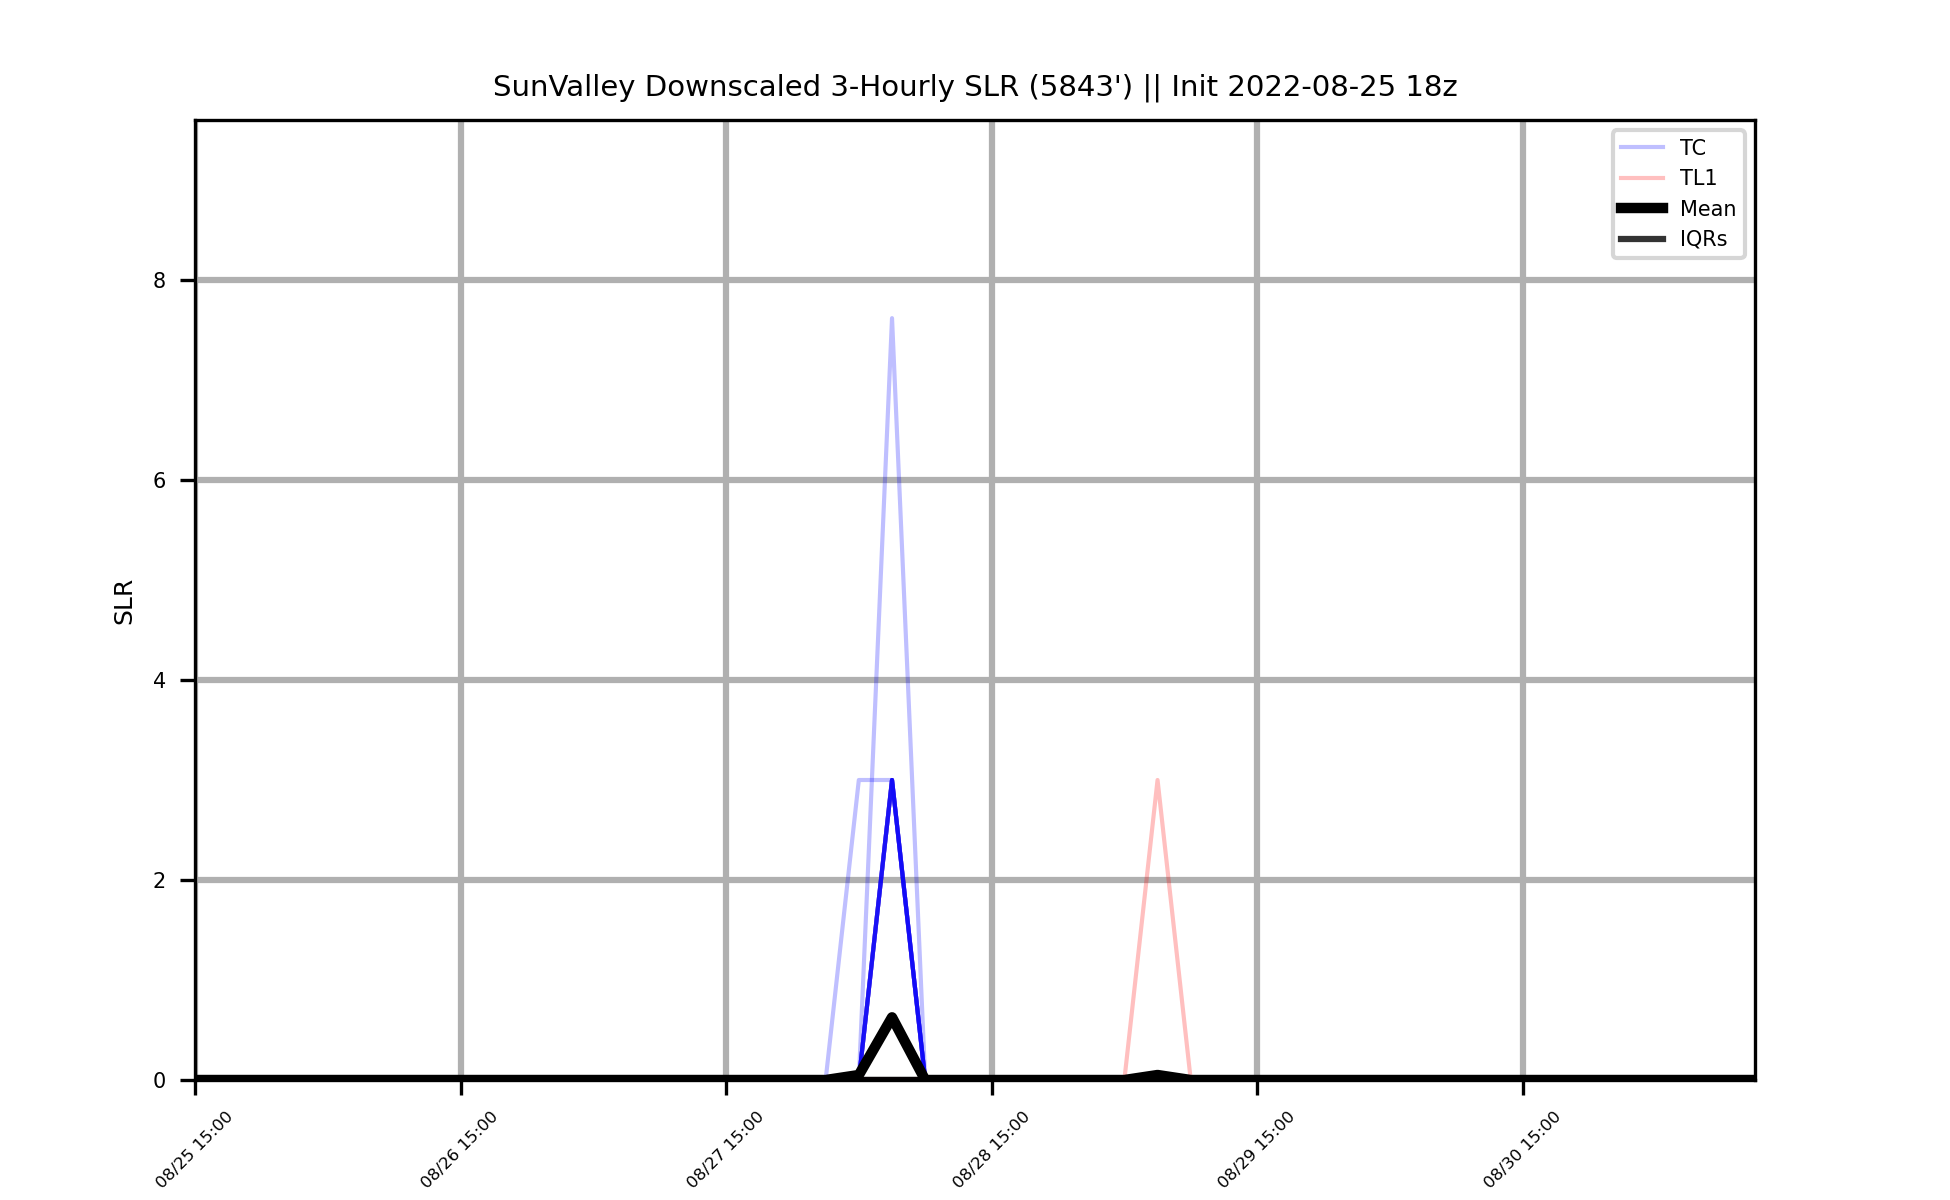 SunValley Downscaled 3-Hourly SLR (5843') || Init 2022-08-25 18z
TC
TL1
Mean
IQRs
SLR
8
6
4
2
0
08/25 15:00
08/26 15:00
08/27 15:00
08/28 15:00
08/29 15:00
08/30 15:00